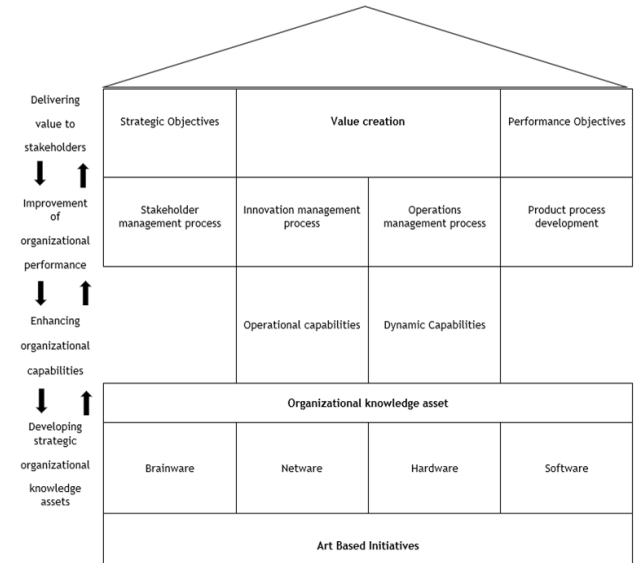 Delivering
value to
stakeholders
Strategic Objectives
Value creation
Performance Objectives
Improvement
of
organizational
performance
Stakeholder
management process
Innovation management
process
Operations
management process
Product process
development
Enhancing
organizational
capabilities
Operational capabilities
Dynamic Capabilities
Organizational knowledge asset
Developing
strategic
organizational
knowledge
assets
Brainware
Netware
Hardware
Software
Art Based Initiatives